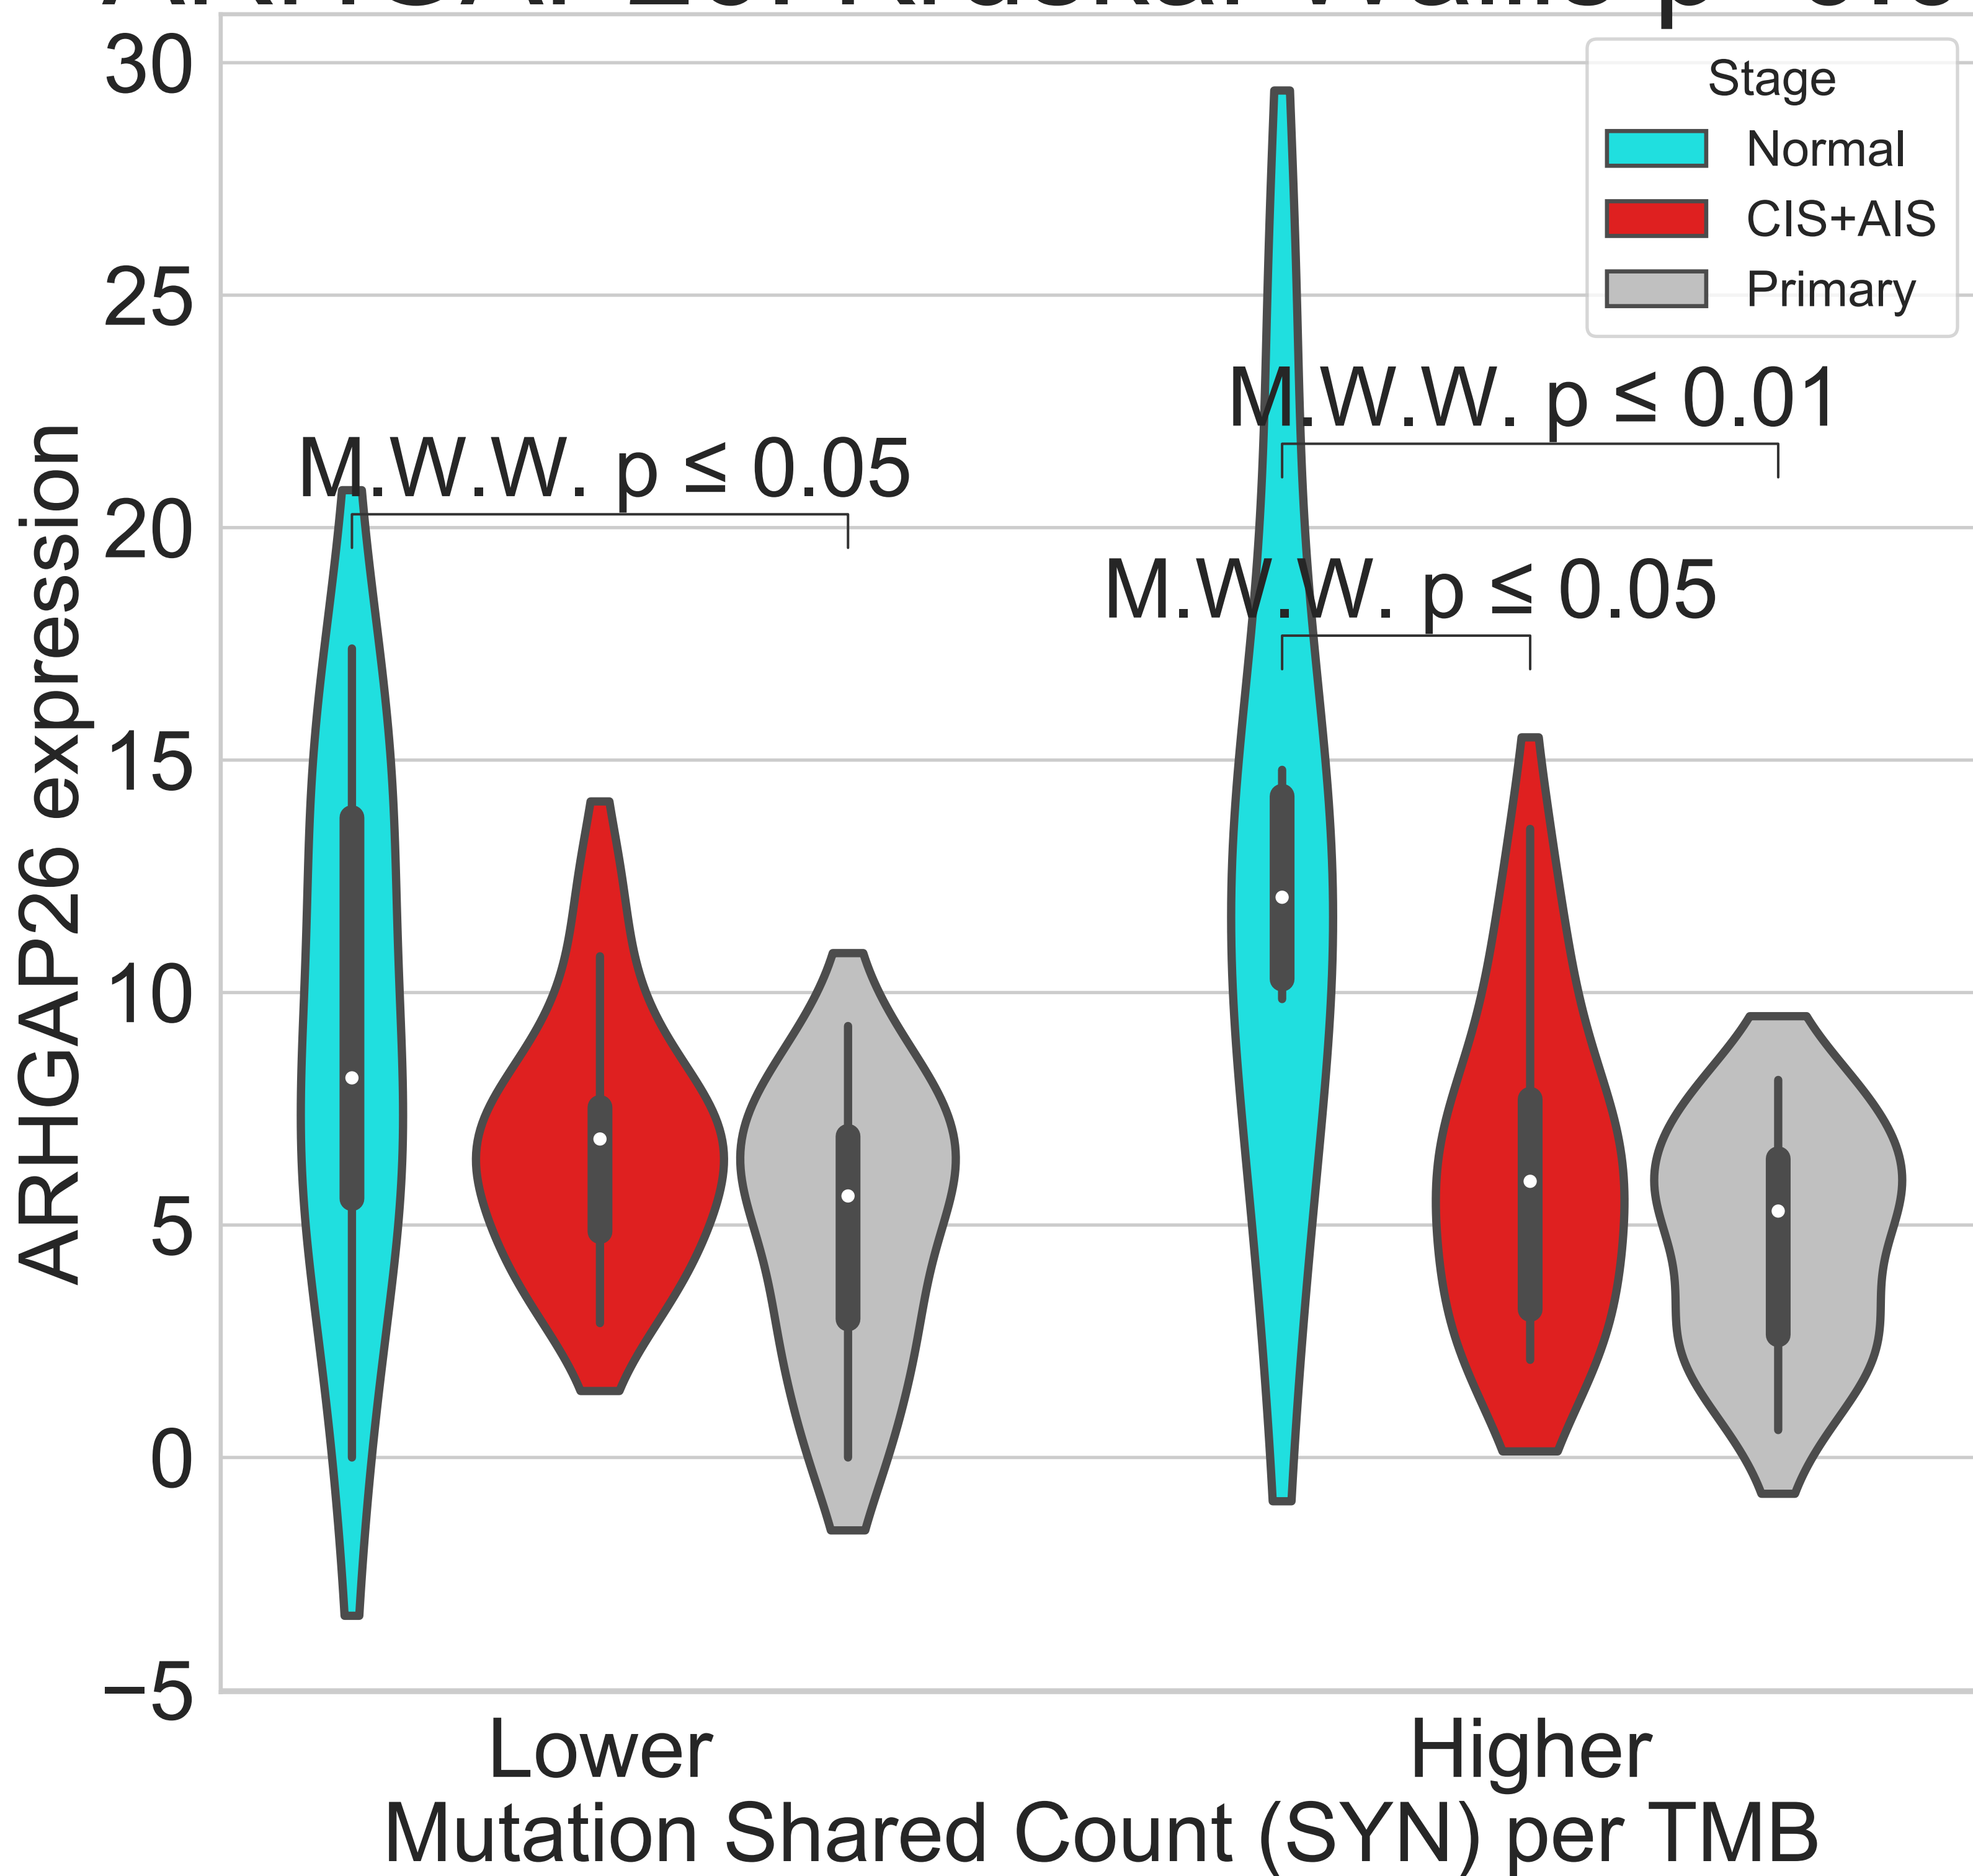 30
Stage
Normal
CIS+AIS
Primary
25
M.W.W. p ≤ 0.01
M.W.W. p ≤ 0.05
20
M.W.W. p ≤ 0.05
15
10
5
0
−5
ARHGAP26 expression
Lower
Higher
Mutation Shared Count (SYN) per TMB